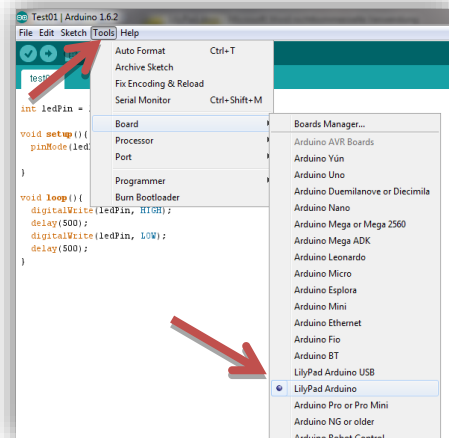 Test01 | Arduino 1.6.2
File Edit Sketch Tools Help
Auto Format Ctrl+T
Archive Sketch
Fix Encoding & Reload
Serial Monitor Ctrl+Shift+M
Board
Processor
Port
Programmer
Burn Bootloader
Boards Manager...
Arduino AVR Boards
Arduino Yún
Arduino Uno
Arduino Duemilanove or Diecimila
Arduino Nano
Arduino Mega or Mega 2560
Arduino Mega ADK
Arduino Leonardo
Arduino Micro
Arduino Esplora
Arduino Mini
Arduino Ethernet
Arduino Fio
Arduino BT
LilyPad Arduino USB
LilyPad Arduino
Arduino Pro or Pro Mini
Arduino NG or older
Arduino Robot Control
int ledPin =
void setup(){
pinMode(led
}
void loop(){
digitalWrite(ledPin, HIGH);
delay(500);
digitalWrite(ledPin, LOW);
delay(500);
}